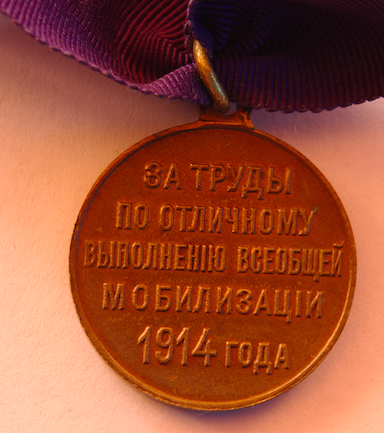 ЗА ТРУДЫ
ПО ОТЛИЧНОМУ
ВЫПОЛНЕНІЮ ВСЕОБЩЕЙ
МОБИЛИЗАЦІИ
1914 ГОДА